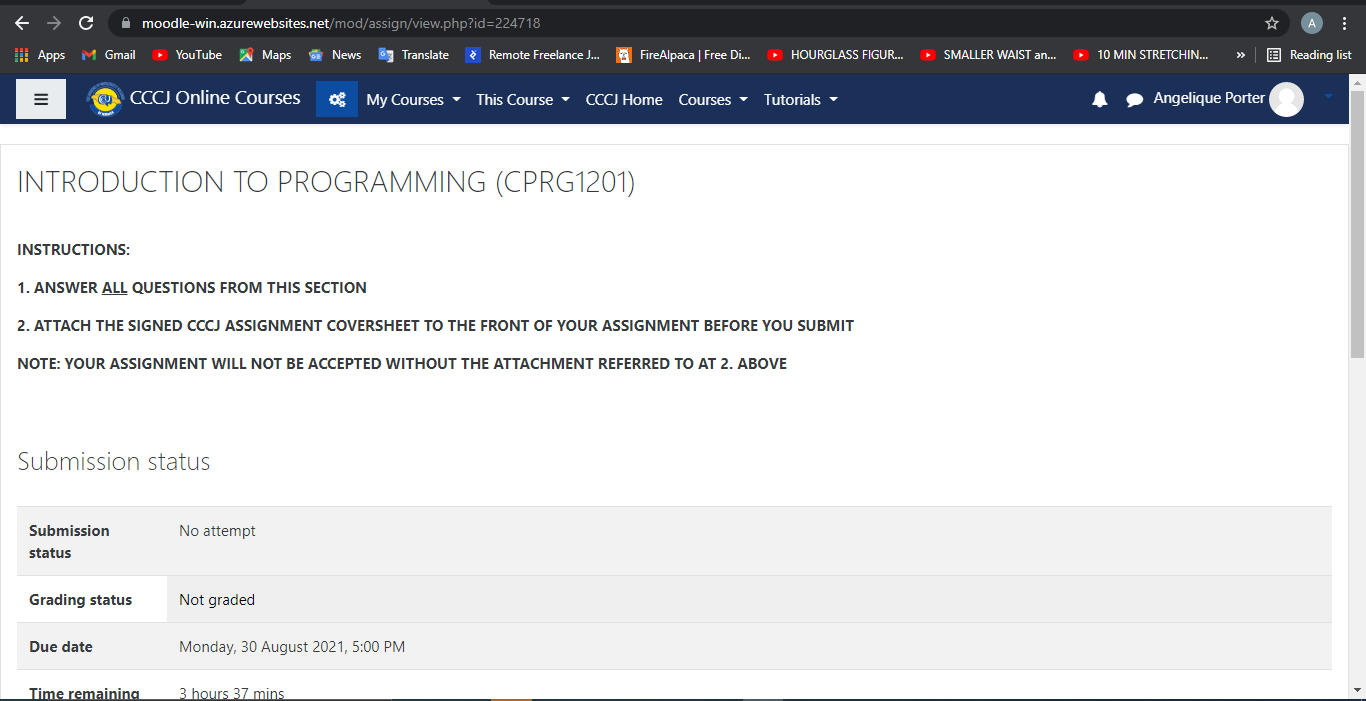 moodle-win.azurewebsites.net/mod/assign/view.php?id=224718
A
Apps Gmail YouTube Maps News Translate Remote Freelance J... FireAlpaca | Free Di... HOURGLASS FIGUR... SMALLER WAIST an... 10 MIN STRETCHIN... » Reading list
CCCJ Online Courses My Courses This Course CCCJ Home Courses Tutorials Angelique Porter
INTRODUCTION TO PROGRAMMING (CPRG1201)
INSTRUCTIONS:
1. ANSWER ALL QUESTIONS FROM THIS SECTION
2. ATTACH THE SIGNED CCCJ ASSIGNMENT COVERSHEET TO THE FRONT OF YOUR ASSIGNMENT BEFORE YOU SUBMIT
NOTE: YOUR ASSIGNMENT WILL NOT BE ACCEPTED WITHOUT THE ATTACHMENT REFERRED TO AT 2. ABOVE
Submission status
Submission status No attempt
Grading status Not graded
Due date Monday, 30 August 2021, 5:00 PM
Time remaining 3 hours 37 mins